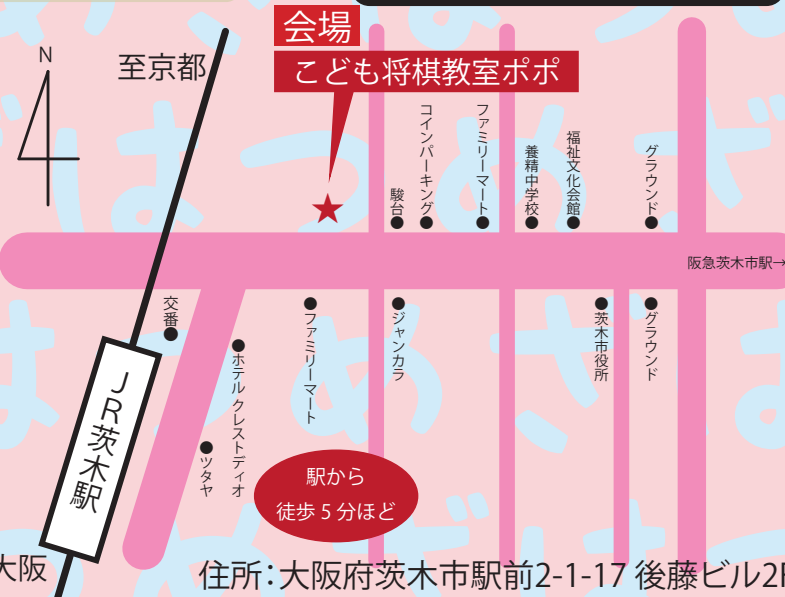 会場
こども将棋教室ポポ
N
至京都
駿台
コインパーキング
ファミリーマート
養精中学校
福祉文化会館
グラウンド
阪急茨木市駅→
交番
ホテル クレストディオ
ツタヤ
ファミリーマート
ジャンカラ
茨木市役所
グラウンド
JR茨木駅
駅から
徒歩5分ほど
大阪
住所：大阪府茨木市駅前2-1-17 後藤ビル2F